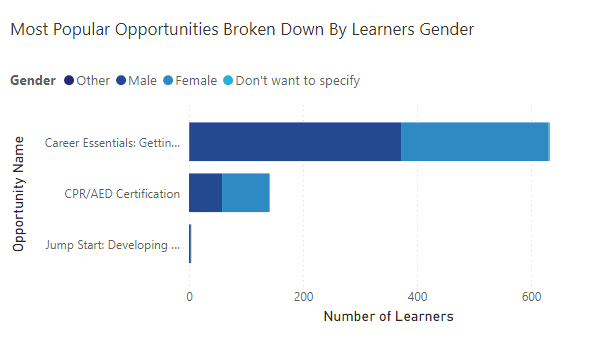 Most Popular Opportunities Broken Down By Learners Gender
Gender Other Male Female Don't want to specify
Opportunity Name
Career Essentials: Gettin...
CPR/AED Certification
Jump Start: Developing ...
0 200 400 600
Number of Learners